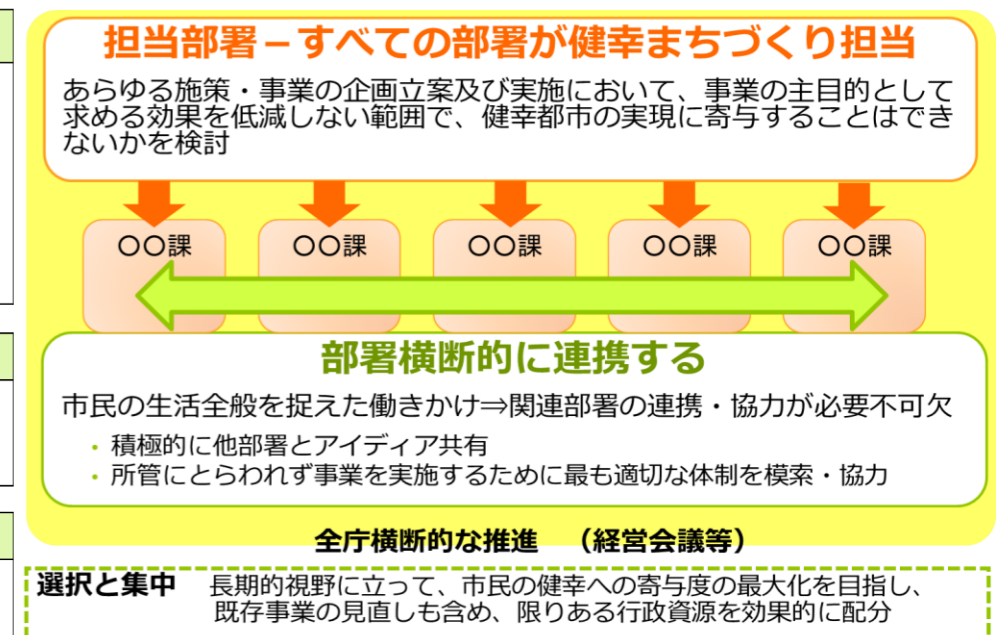 担当部署－すべての部署が健幸まちづくり担当
あらゆる施策・事業の企画立案及び実施において、事業の主目的として
求める効果を低減しない範囲で、健幸都市の実現に寄与することはでき
ないかを検討
〇〇課 〇〇課 〇〇課 〇〇課 〇〇課
部署横断的に連携する
市民の生活全般を捉えた働きかけ⇒関連部署の連携・協力が必要不可欠
・積極的に他部署とアイディア共有
・所管にとらわれず事業を実施するために最も適切な体制を模索・協力
全庁横断的な推進　（経営会議等）
選択と集中　長期的視野に立って、市民の健幸への寄与度の最大化を目指し、
既存事業の見直しも含め、限りある行政資源を効果的に配分